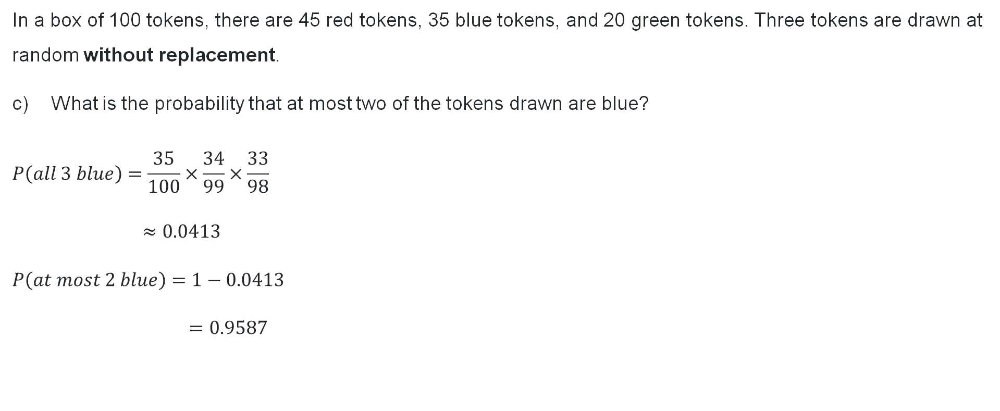 In a box of 100 tokens, there are 45 red tokens, 35 blue tokens, and 20 green tokens. Three tokens are drawn at
random without replacement.
c) What is the probability that at most two of the tokens drawn are blue?
P(all 3 blue) = 35/100 × 34/99 × 33/98
≈ 0.0413
P(at most 2 blue) = 1 − 0.0413
= 0.9587